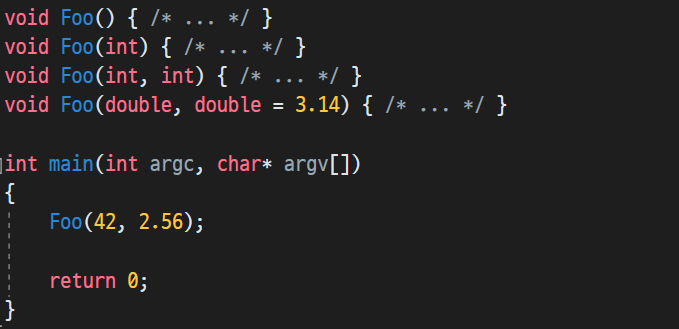 void Foo() { /* ... */ }
void Foo(int) { /* ... */ }
void Foo(int, int) { /* ... */ }
void Foo(double, double = 3.14) { /* ... */ }
int main(int argc, char* argv[])
{
    Foo(42, 2.56);
    return 0;
}